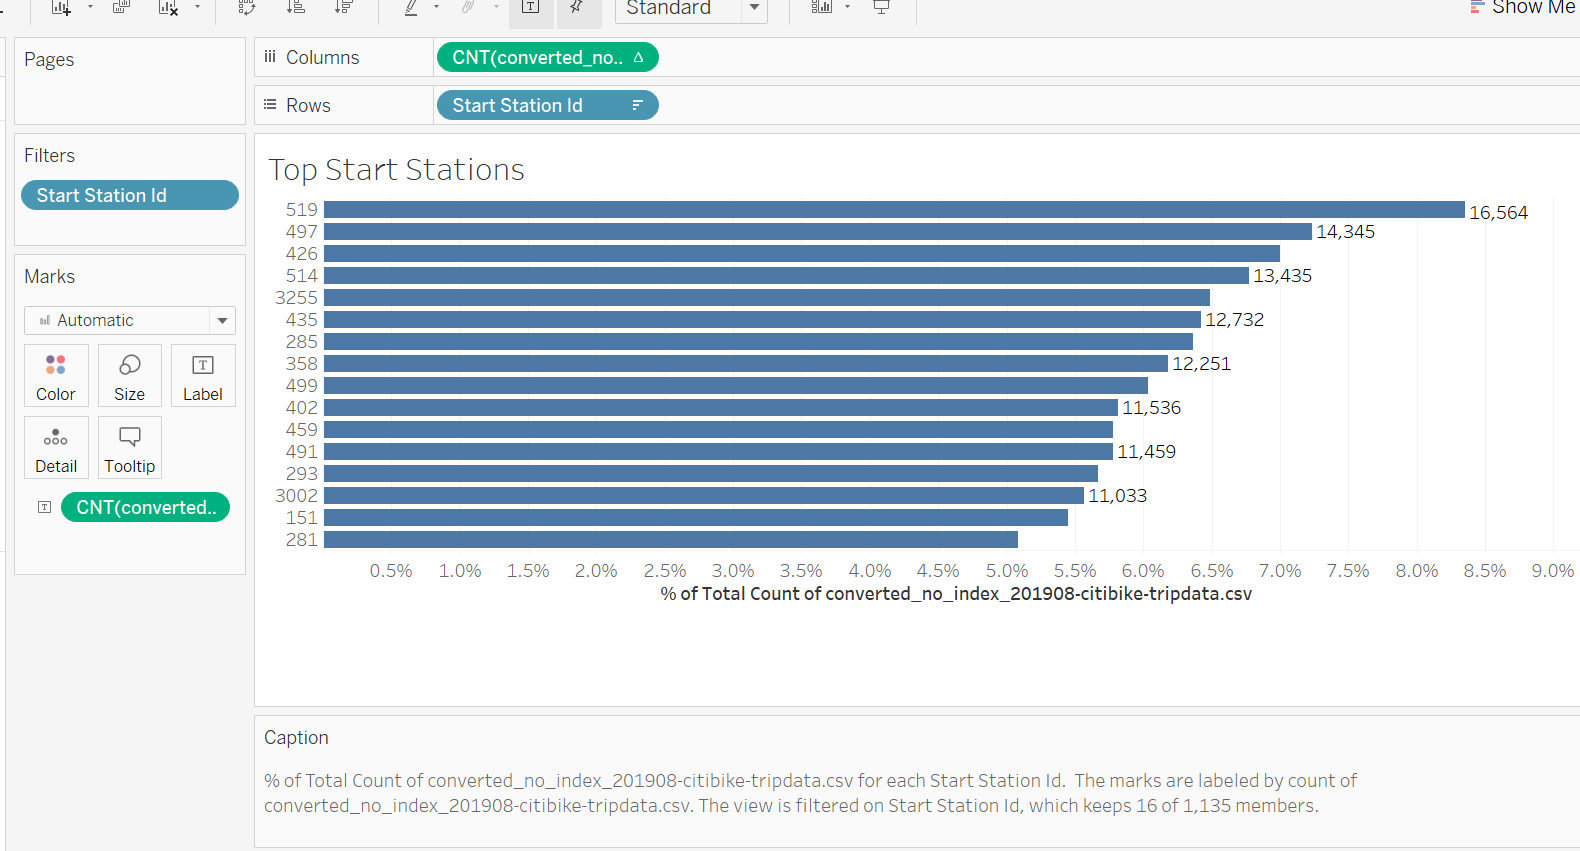 Standard
Show Me
Pages
Columns
CNT(converted_no..
Rows
Start Station Id
Filters
Start Station Id
Marks
Automatic
Color
Size
Label
Detail
Tooltip
CNT(converted..
Top Start Stations
519 16,564
497 14,345
426
514 13,435
3255
435 12,732
285
358 12,251
499
402 11,536
459
491 11,459
293
3002 11,033
151
281
0.5% 1.0% 1.5% 2.0% 2.5% 3.0% 3.5% 4.0% 4.5% 5.0% 5.5% 6.0% 6.5% 7.0% 7.5% 8.0% 8.5% 9.0%
% of Total Count of converted_no_index_201908-citibike-tripdata.csv
Caption
% of Total Count of converted_no_index_201908-citibike-tripdata.csv for each Start Station Id. The marks are labeled by count of
converted_no_index_201908-citibike-tripdata.csv. The view is filtered on Start Station Id, which keeps 16 of 1,135 members.